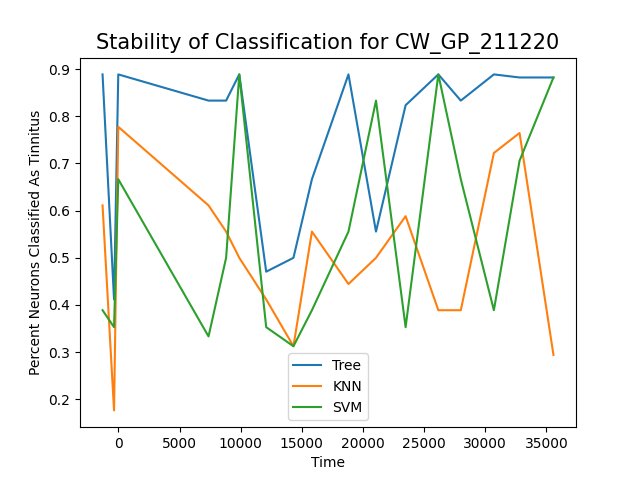 Stability of Classification for CW_GP_211220
Percent Neurons Classified As Tinnitus
0.9
0.8
0.7
0.6
0.5
0.4
0.3
0.2
Tree
KNN
SVM
0 5000 10000 15000 20000 25000 30000 35000
Time